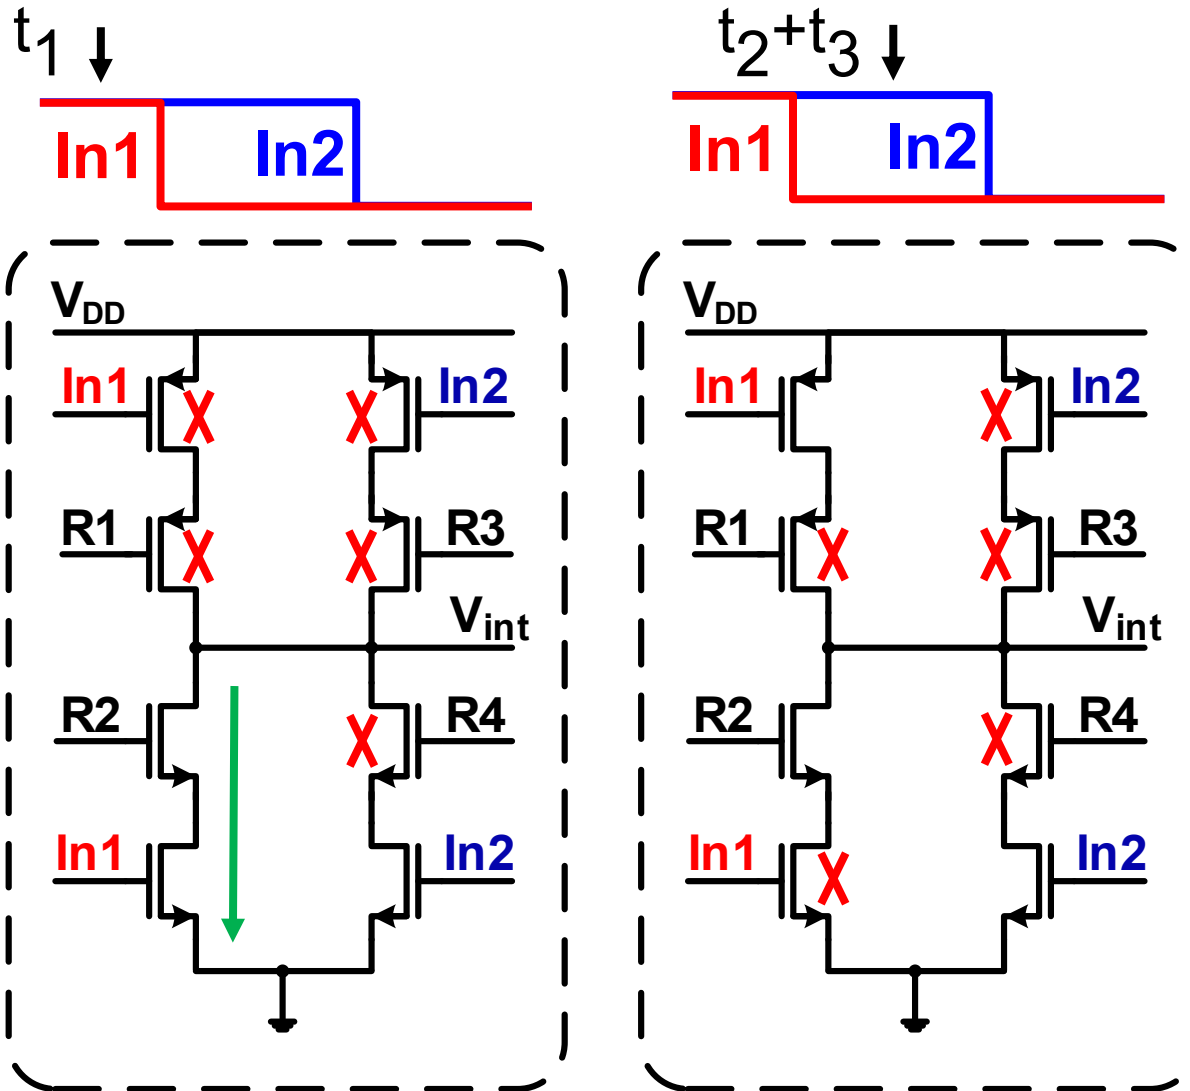 t1
In1 In2
VDD
In1 In2
R1 R3
Vint
R2 R4
In1 In2
t2+t3
In1 In2
VDD
In1 In2
R1 R3
Vint
R2 R4
In1 In2